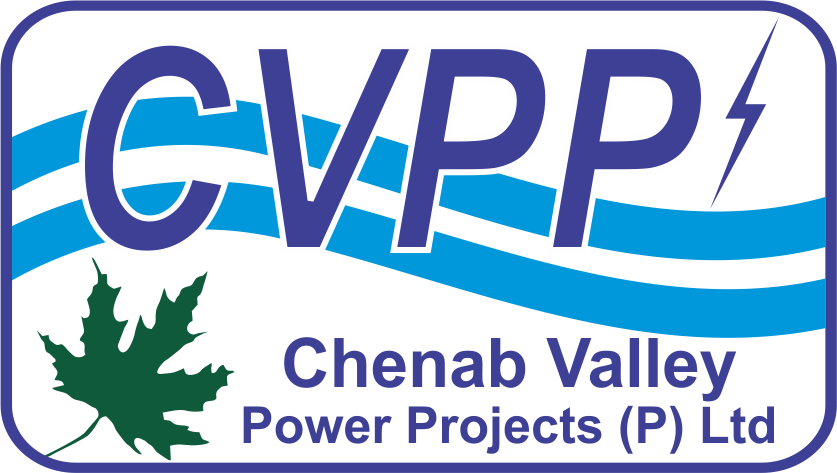 CVPP
Chenab Valley
Power Projects (P) Ltd